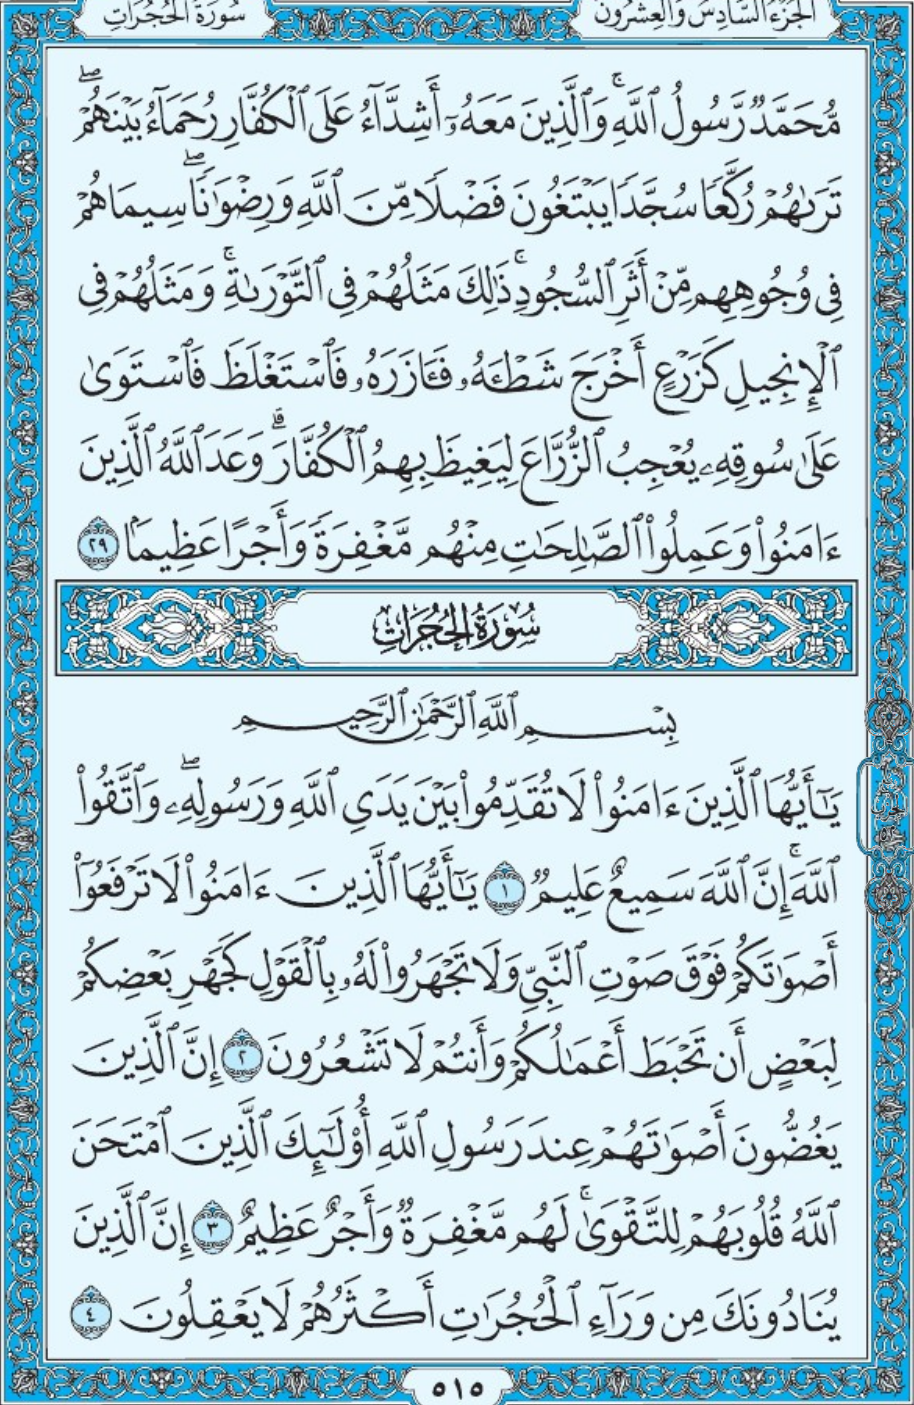 سُورَةُ الحُجُرَاتِ
الجُزْءُ السَّادِسُ وَالعِشْرُونَ
مُّحَمَّدٌ رَّسُولُ ٱللَّهِۚ وَٱلَّذِينَ مَعَهُۥٓ أَشِدَّآءُ عَلَى ٱلۡكُفَّارِ رُحَمَآءُ بَيۡنَهُمۡۖ
تَرَىٰهُمۡ رُكَّعٗا سُجَّدٗا يَبۡتَغُونَ فَضۡلٗا مِّنَ ٱللَّهِ وَرِضۡوَٰنٗاۖ سِيمَاهُمۡ
فِي وُجُوهِهِم مِّنۡ أَثَرِ ٱلسُّجُودِۚ ذَٰلِكَ مَثَلُهُمۡ فِي ٱلتَّوۡرَىٰةِۚ وَمَثَلُهُمۡ فِي
ٱلۡإِنجِيلِ كَزَرۡعٍ أَخۡرَجَ شَطۡـَٔهُۥ فَـَٔازَرَهُۥ فَٱسۡتَغۡلَظَ فَٱسۡتَوَىٰ
عَلَىٰ سُوقِهِۦ يُعۡجِبُ ٱلزُّرَّاعَ لِيَغِيظَ بِهِمُ ٱلۡكُفَّارَۗ وَعَدَ ٱللَّهُ ٱلَّذِينَ
ءَامَنُواْ وَعَمِلُواْ ٱلصَّٰلِحَٰتِ مِنۡهُم مَّغۡفِرَةٗ وَأَجۡرًا عَظِيمَۢا ٢٩
سُورَةُ الحُجُرَاتِ
بِسۡمِ ٱللَّهِ ٱلرَّحۡمَٰنِ ٱلرَّحِيمِ
يَٰٓأَيُّهَا ٱلَّذِينَ ءَامَنُواْ لَا تُقَدِّمُواْ بَيۡنَ يَدَيِ ٱللَّهِ وَرَسُولِهِۦۖ وَٱتَّقُواْ
ٱللَّهَۚ إِنَّ ٱللَّهَ سَمِيعٌ عَلِيمٞ ١ يَٰٓأَيُّهَا ٱلَّذِينَ ءَامَنُواْ لَا تَرۡفَعُوٓاْ
أَصۡوَٰتَكُمۡ فَوۡقَ صَوۡتِ ٱلنَّبِيِّ وَلَا تَجۡهَرُواْ لَهُۥ بِٱلۡقَوۡلِ كَجَهۡرِ بَعۡضِكُمۡ
لِبَعۡضٍ أَن تَحۡبَطَ أَعۡمَٰلُكُمۡ وَأَنتُمۡ لَا تَشۡعُرُونَ ٢ إِنَّ ٱلَّذِينَ
يَغُضُّونَ أَصۡوَٰتَهُمۡ عِندَ رَسُولِ ٱللَّهِ أُوْلَٰٓئِكَ ٱلَّذِينَ ٱمۡتَحَنَ
ٱللَّهُ قُلُوبَهُمۡ لِلتَّقۡوَىٰۚ لَهُم مَّغۡفِرَةٞ وَأَجۡرٌ عَظِيمٌ ٣ إِنَّ ٱلَّذِينَ
يُنَادُونَكَ مِن وَرَآءِ ٱلۡحُجُرَٰتِ أَكۡثَرُهُمۡ لَا يَعۡقِلُونَ ٤
٥١٥